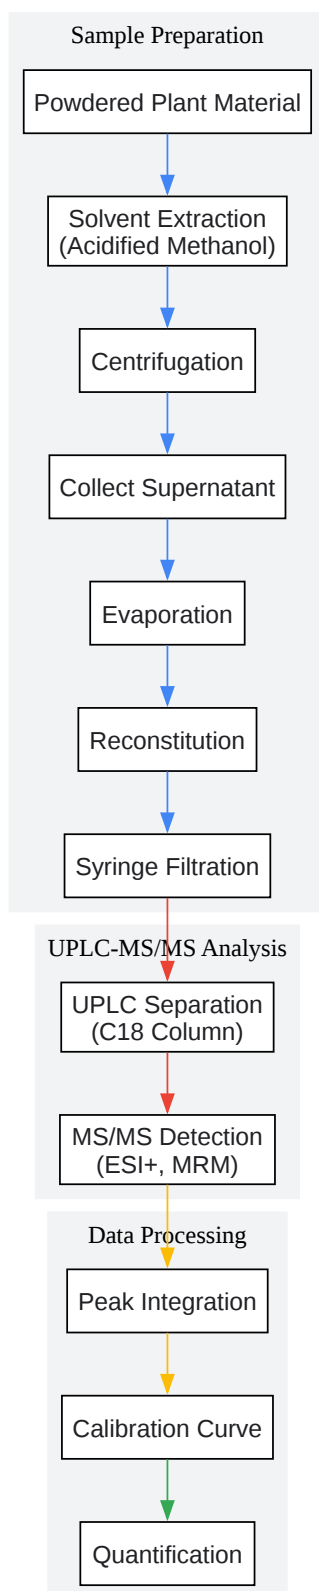 Sample Preparation
Powdered Plant Material
Solvent Extraction
(Acidified Methanol)
Centrifugation
Collect Supernatant
Evaporation
Reconstitution
Syringe Filtration
UPLC-MS/MS Analysis
UPLC Separation
(C18 Column)
MS/MS Detection
(ESI+, MRM)
Data Processing
Peak Integration
Calibration Curve
Quantification